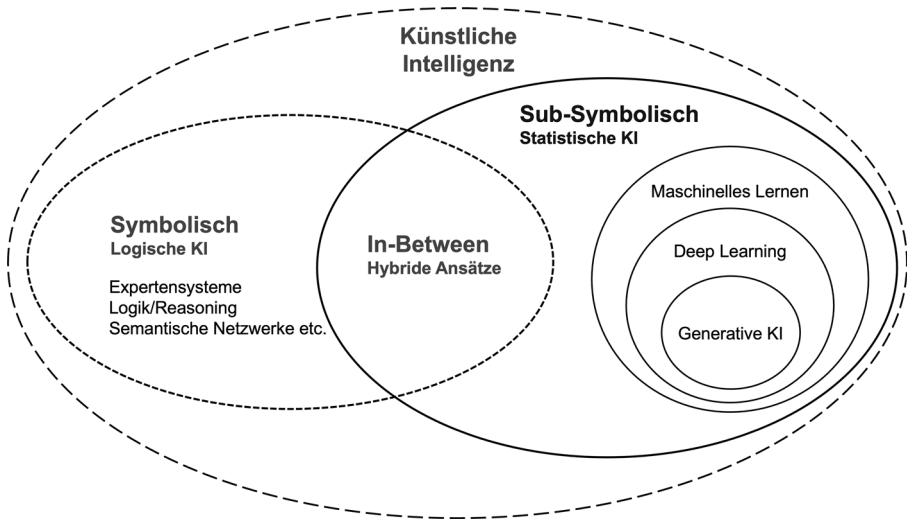 Künstliche
Intelligenz
Sub-Symbolisch
Statistische KI
Maschinelles Lernen
Symbolisch
Logische KI
In-Between
Hybride Ansätze
Deep Learning
Expertensysteme
Logik/Reasoning
Semantische Netzwerke etc.
Generative KI